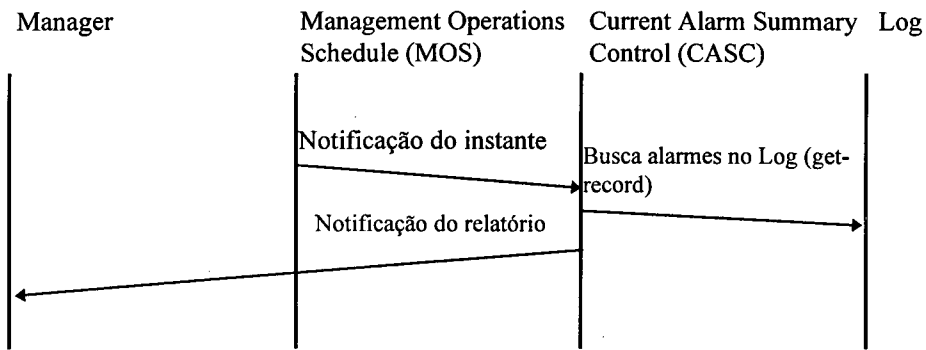 Manager
Management Operations
Schedule (MOS)
Current Alarm Summary
Control (CASC)
Log
Notificação do instante
Busca alarmes no Log (get-
record)
Notificação do relatório